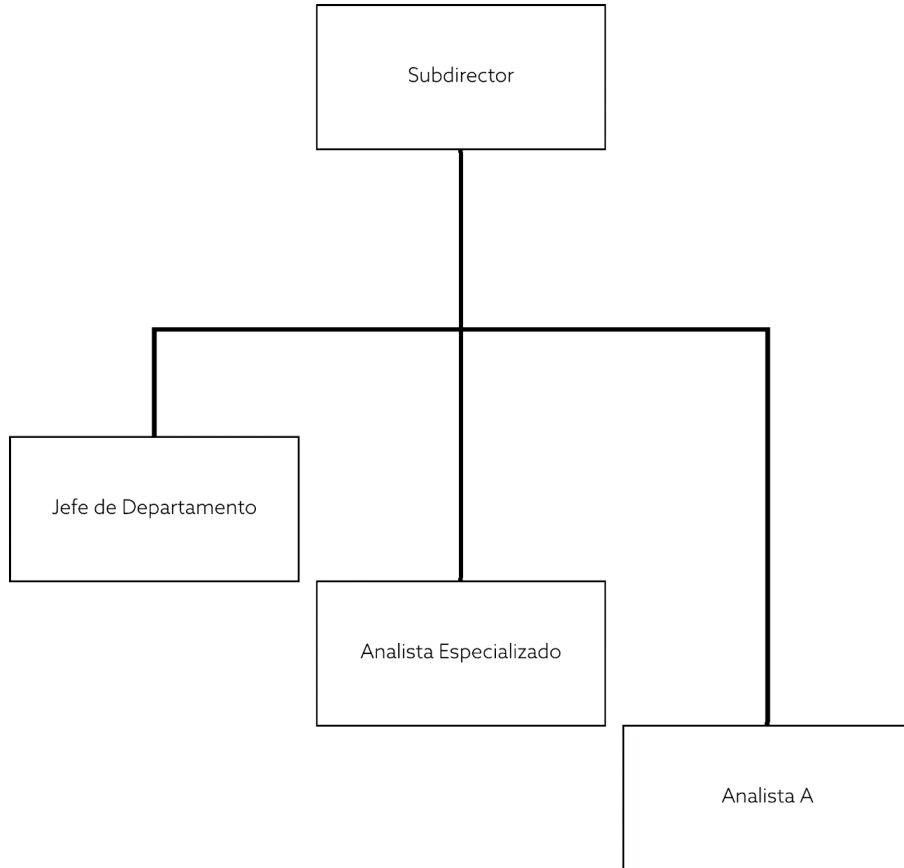 Subdirector
Jefe de Departamento
Analista Especializado
Analista A